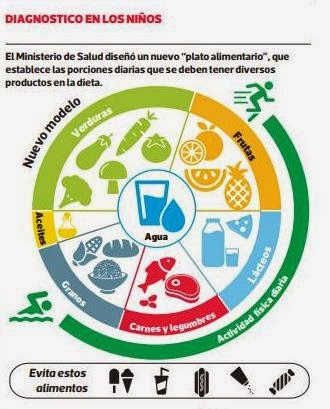 DIAGNOSTICO EN LOS NIÑOS
El Ministerio de Salud diseñó un nuevo “plato alimentario”, que
establece las porciones diarias que se deben tener diversos
productos en la dieta.
Nuevo modelo
Verduras
Frutas
Aceites
Agua
Lácteos
Granos
Carnes y legumbres
Actividad física diaria
Evita estos
alimentos